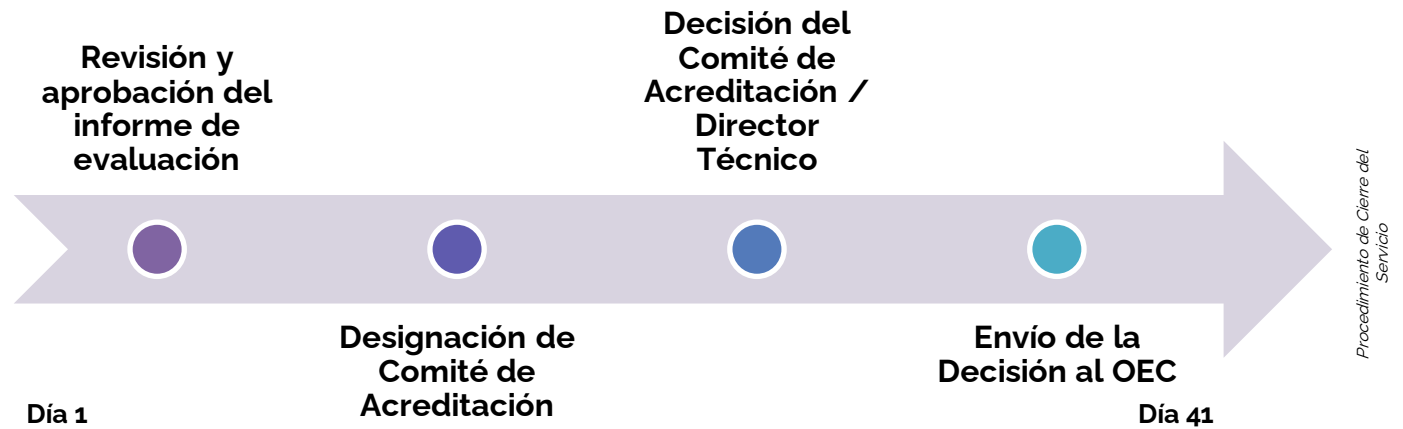 Revisión y
aprobación del
informe de
evaluación
Designación de
Comité de
Acreditación
Decisión del
Comité de
Acreditación /
Director
Técnico
Envío de la
Decisión al OEC
Día 1
Día 41
Procedimiento de Cierre del
Servicio